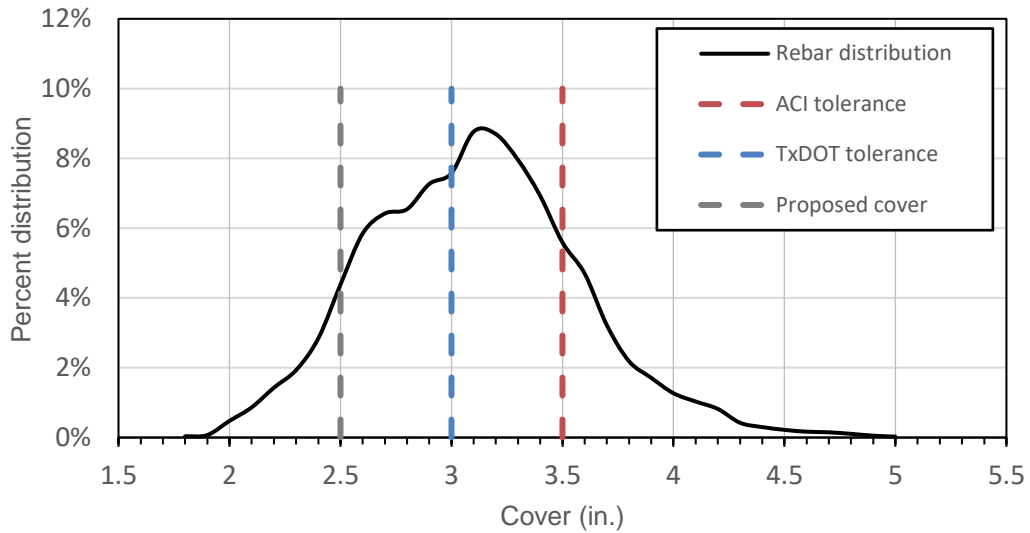 12%
10%
8%
6%
4%
2%
0%
Percent distribution
Rebar distribution
ACI tolerance
TxDOT tolerance
Proposed cover
1.5 2 2.5 3 3.5 4 4.5 5 5.5
Cover (in.)